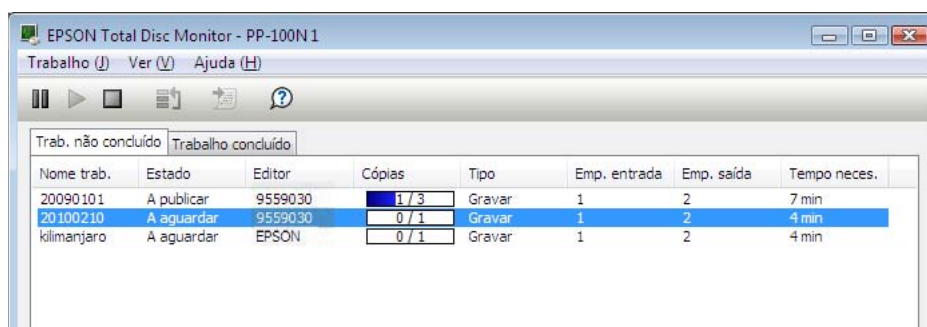 EPSON Total Disc Monitor - PP-100N 1
Trabalho (J) Ver (V) Ajuda (H)
Trab. não concluído Trabalho concluído
Nome trab. Estado Editor Cópias Tipo Emp. entrada Emp. saída Tempo neces.
20090101 A publicar 9559030 1 / 3 Gravar 1 2 7 min
20100210 A aguardar 9559030 0 / 1 Gravar 1 2 4 min
kilimanjaro A aguardar EPSON 0 / 1 Gravar 1 2 4 min